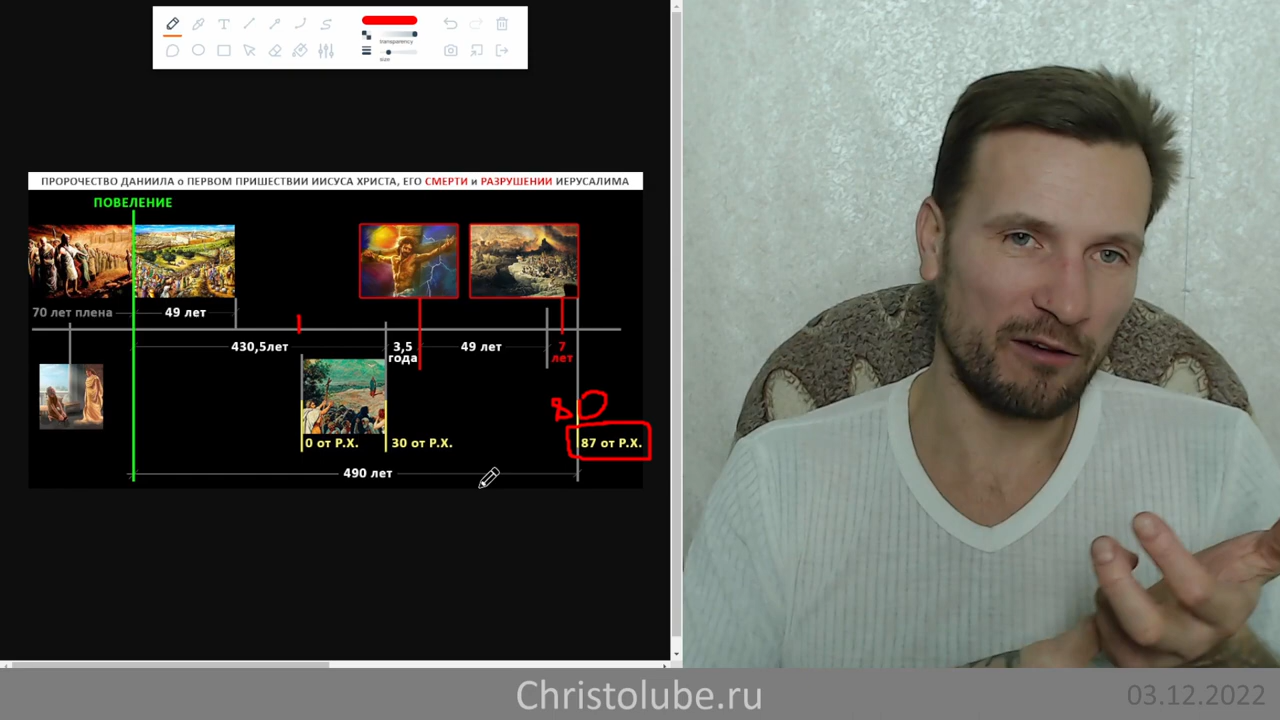 transparency
size
ПРОРОЧЕСТВО ДАНИИЛА о ПЕРВОМ ПРИШЕСТВИИ ИИСУСА ХРИСТА, ЕГО СМЕРТИ и РАЗРУШЕНИИ ИЕРУСАЛИМА
ПОВЕЛЕНИЕ
70 лет плена
49 лет
430,5лет
3,5
года
49 лет
7
лет
80
0 от Р.Х.
30 от Р.Х.
87 от Р.Х.
490 лет
Christolube.ru
03.12.2022